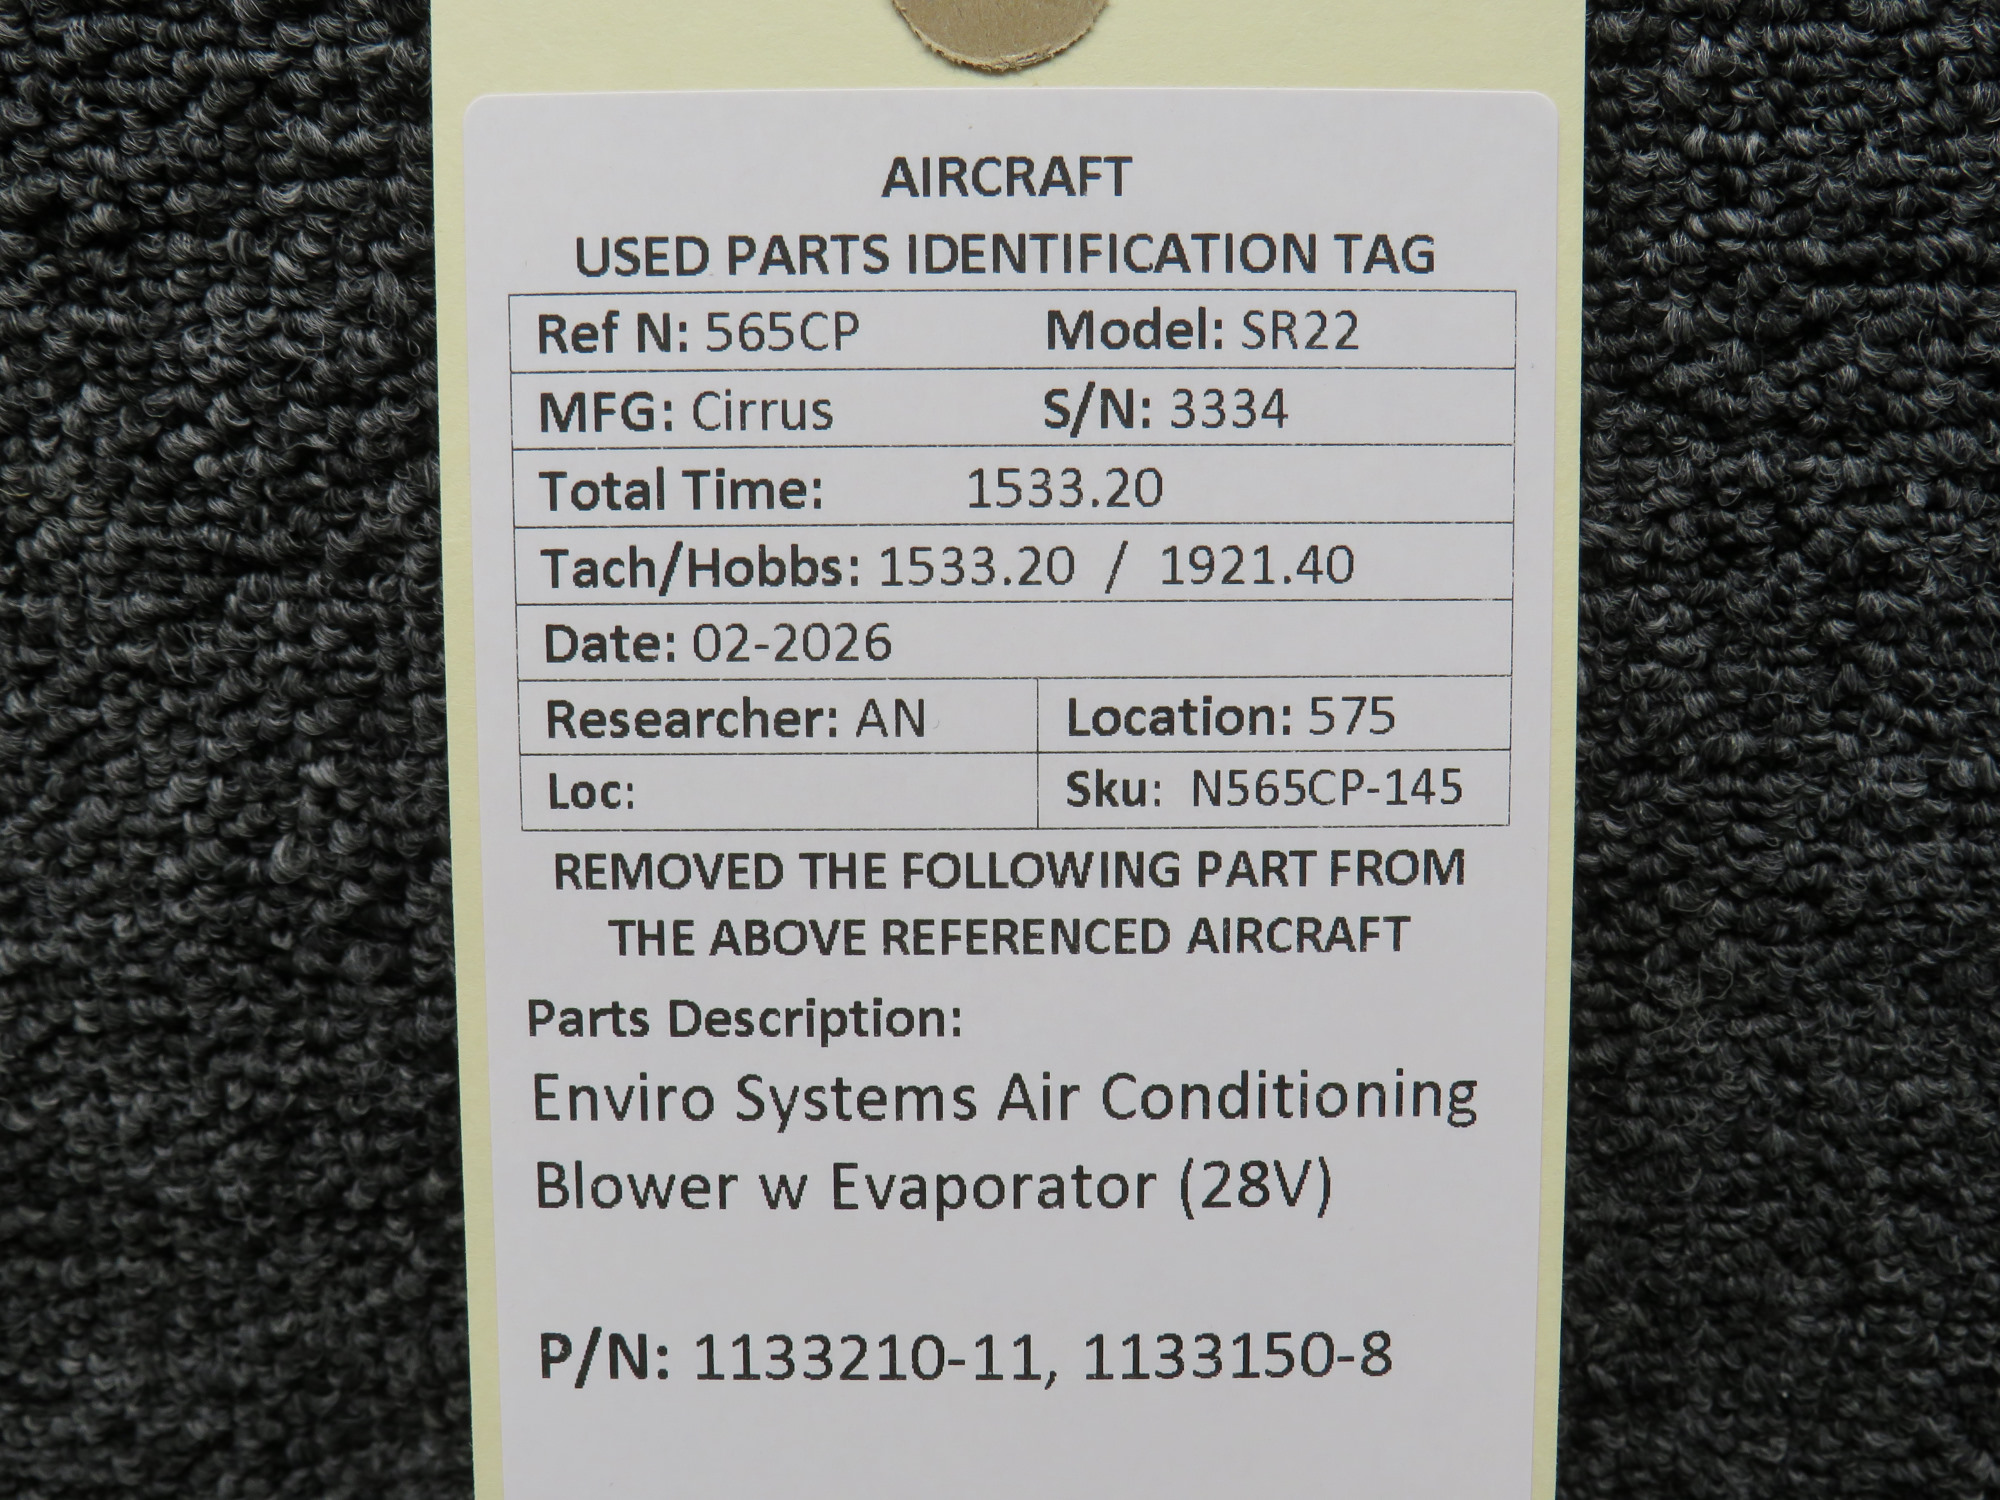 AIRCRAFT
USED PARTS IDENTIFICATION TAG
Ref N: 565CP Model: SR22
MFG: Cirrus S/N: 3334
Total Time: 1533.20
Tach/Hobbs: 1533.20 / 1921.40
Date: 02-2026
Researcher: AN Location: 575
Loc: Sku: N565CP-145
REMOVED THE FOLLOWING PART FROM
THE ABOVE REFERENCED AIRCRAFT
Parts Description:
Enviro Systems Air Conditioning
Blower w Evaporator (28V)
P/N: 1133210-11, 1133150-8